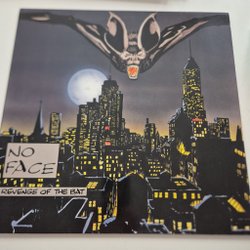 NO
FACE
REVENGE OF THE BAT